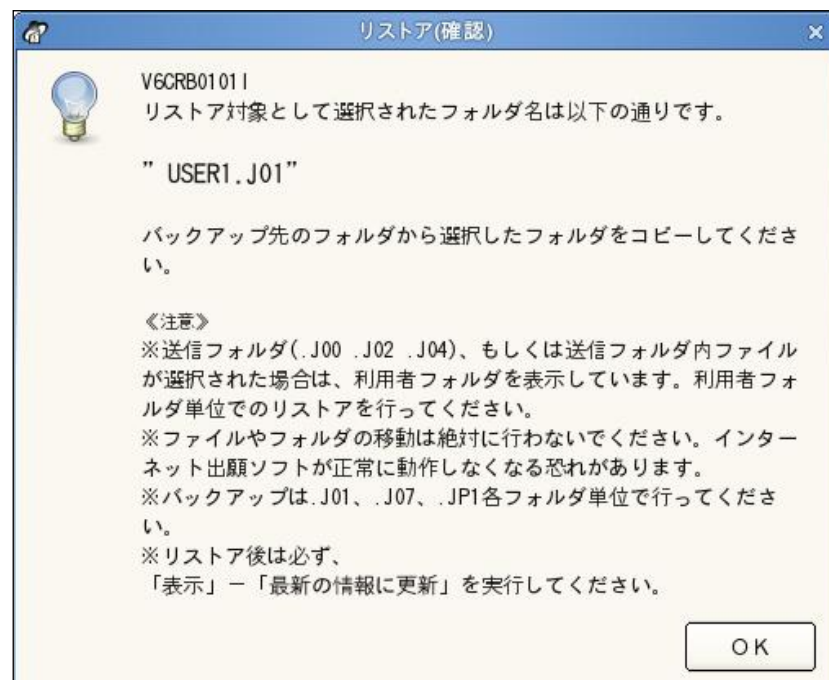 リストア(確認)
V6CRB0101I
リストア対象として選択されたフォルダ名は以下の通りです。
” USER1.J01”
バックアップ先のフォルダから選択したフォルダをコピーしてくださ
い。
≪注意≫
※送信フォルダ(.J00 .J02 .J04)、もしくは送信フォルダ内ファイル
が選択された場合は、利用者フォルダを表示しています。利用者フォ
ルダ単位でのリストアを行ってください。
※ファイルやフォルダの移動は絶対に行わないでください。インター
ネット出願ソフトが正常に動作しなくなる恐れがあります。
※バックアップは.J01、.J07、.JP1各フォルダ単位で行ってくださ
い。
※リストア後は必ず、
「表示」－「最新の情報に更新」を実行してください。
OK